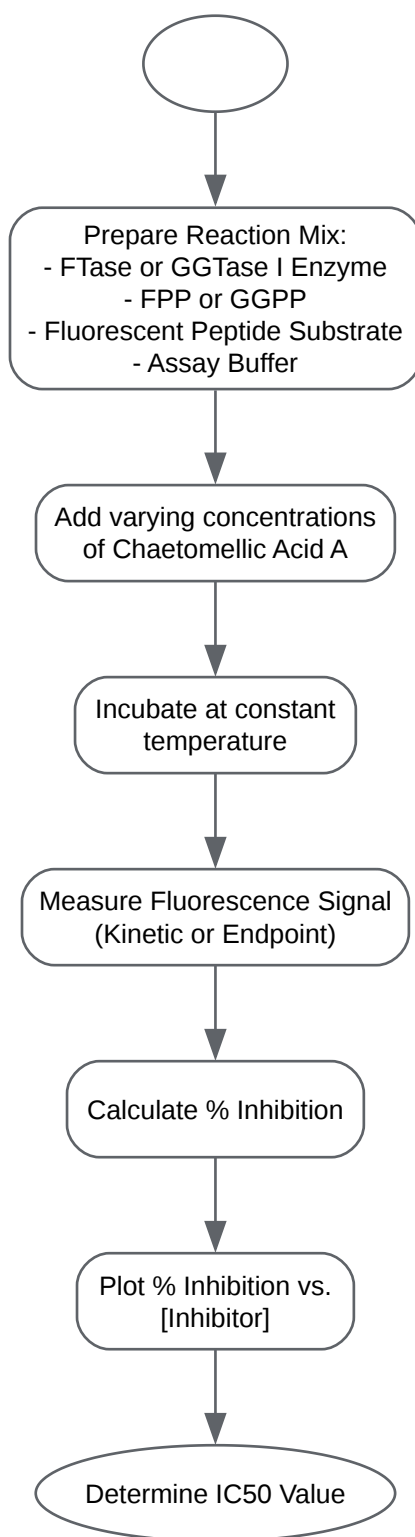 Prepare Reaction Mix:
- FTase or GGTase I Enzyme
- FPP or GGPP
- Fluorescent Peptide Substrate
- Assay Buffer
Add varying concentrations
of Chaetomellic Acid A
Incubate at constant
temperature
Measure Fluorescence Signal
(Kinetic or Endpoint)
Calculate % Inhibition
Plot % Inhibition vs.
[Inhibitor]
Determine IC50 Value